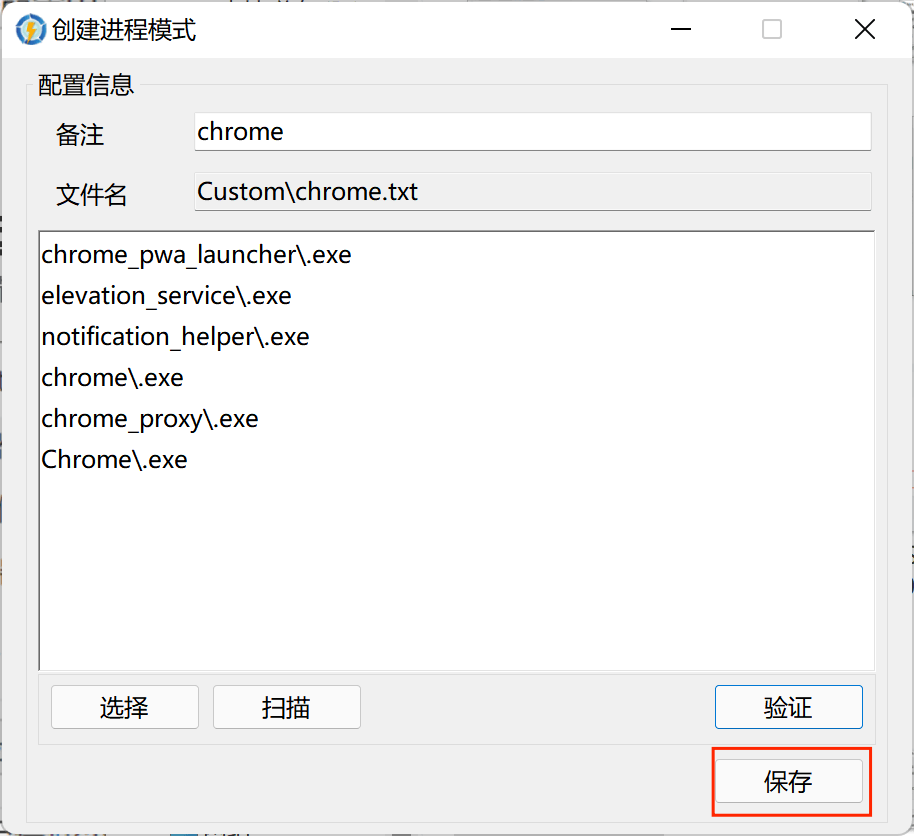 创建进程模式
配置信息
备注 chrome
文件名 Custom\chrome.txt
chrome_pwa_launcher\.exe
elevation_service\.exe
notification_helper\.exe
chrome\.exe
chrome_proxy\.exe
Chrome\.exe
选择 扫描 验证
保存